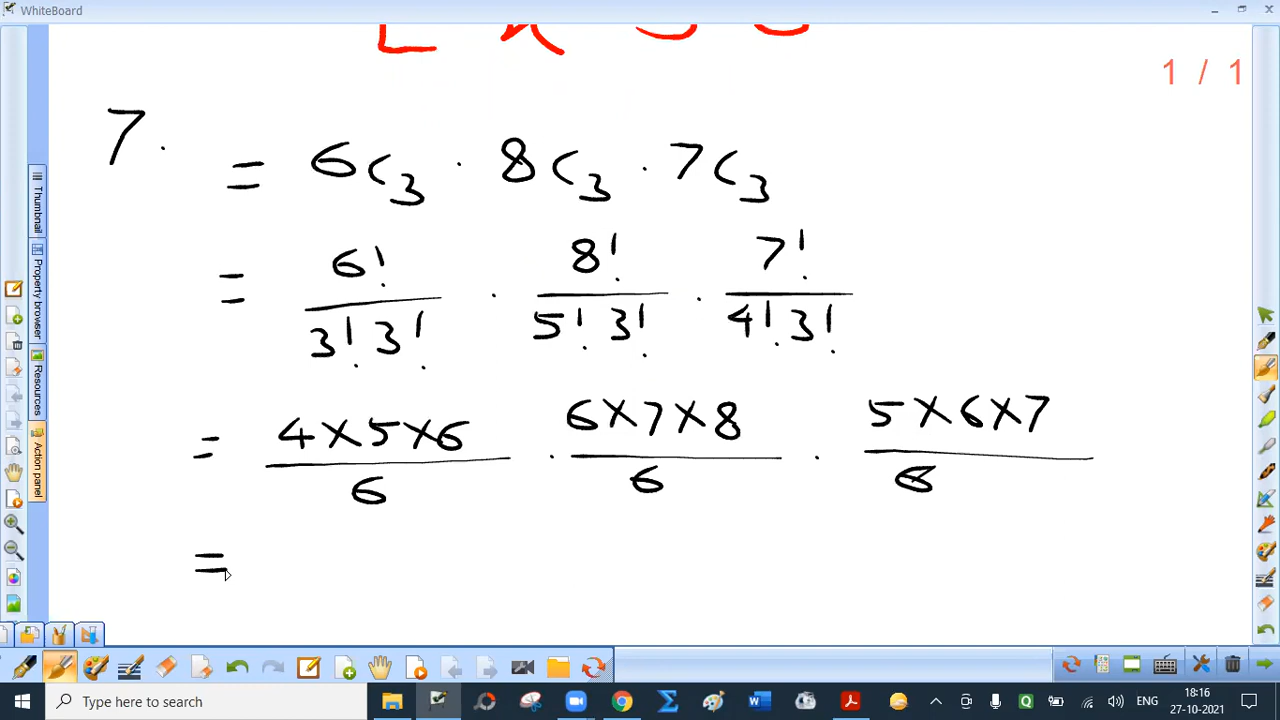 WhiteBoard
1 / 1
7.
= 6C3 · 8C3 · 7C3
= 6!/3!3! · 8!/5!3! · 7!/4!3!
= 4×5×6/6 · 6×7×8/6 · 5×6×7/6
=
Thumbnail
Property browser
Resources
Action panel
Type here to search
ENG
18:16
27-10-2021